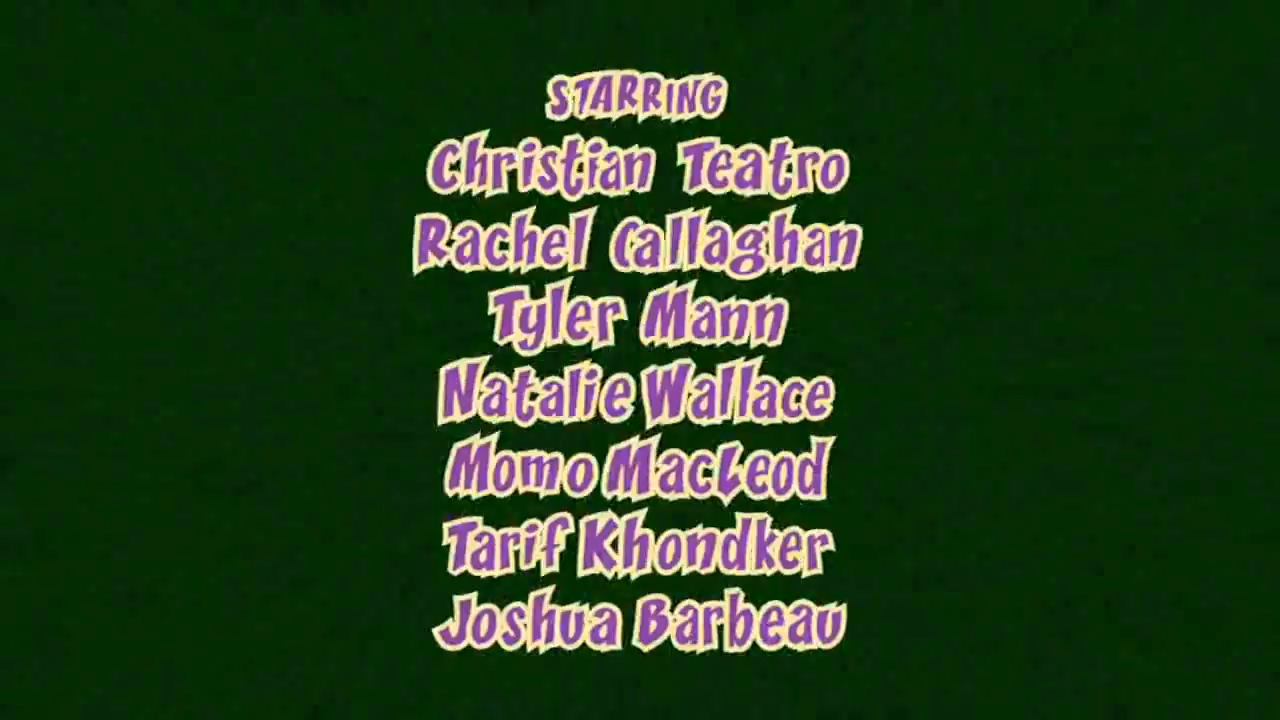 STARRING
Christian Teatro
Rachel Callaghan
Tyler Mann
Natalie Wallace
Momo MacLeod
Tarif Khondker
Joshua Barbeau